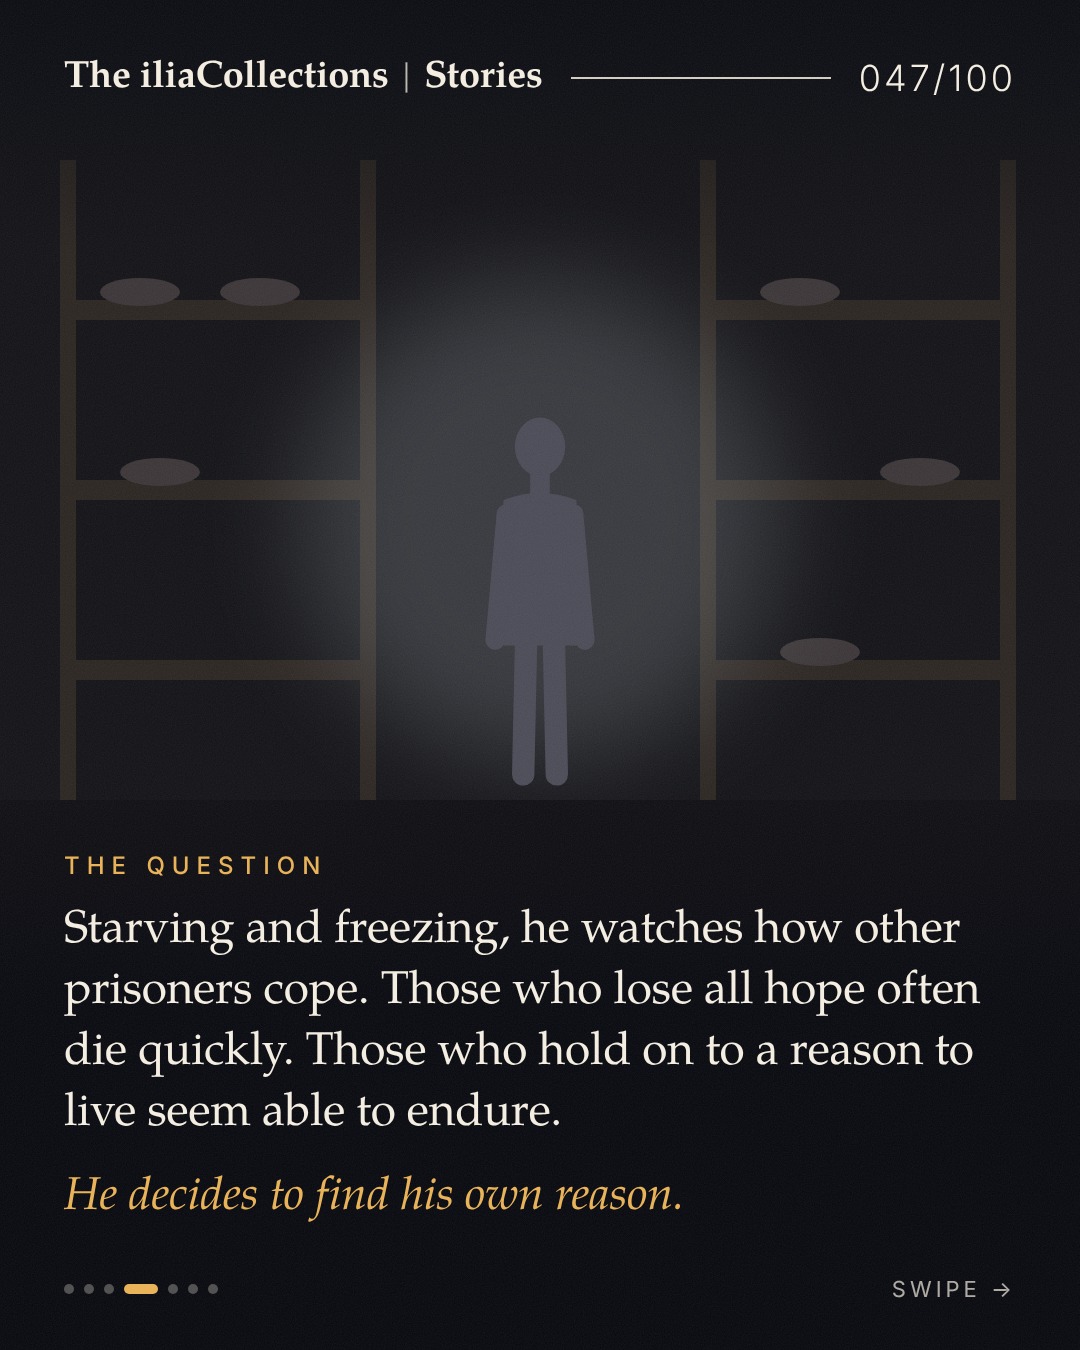 The iliaCollections | Stories 047/100
THE QUESTION
Starving and freezing, he watches how other
prisoners cope. Those who lose all hope often
die quickly. Those who hold on to a reason to
live seem able to endure.
He decides to find his own reason.
SWIPE →